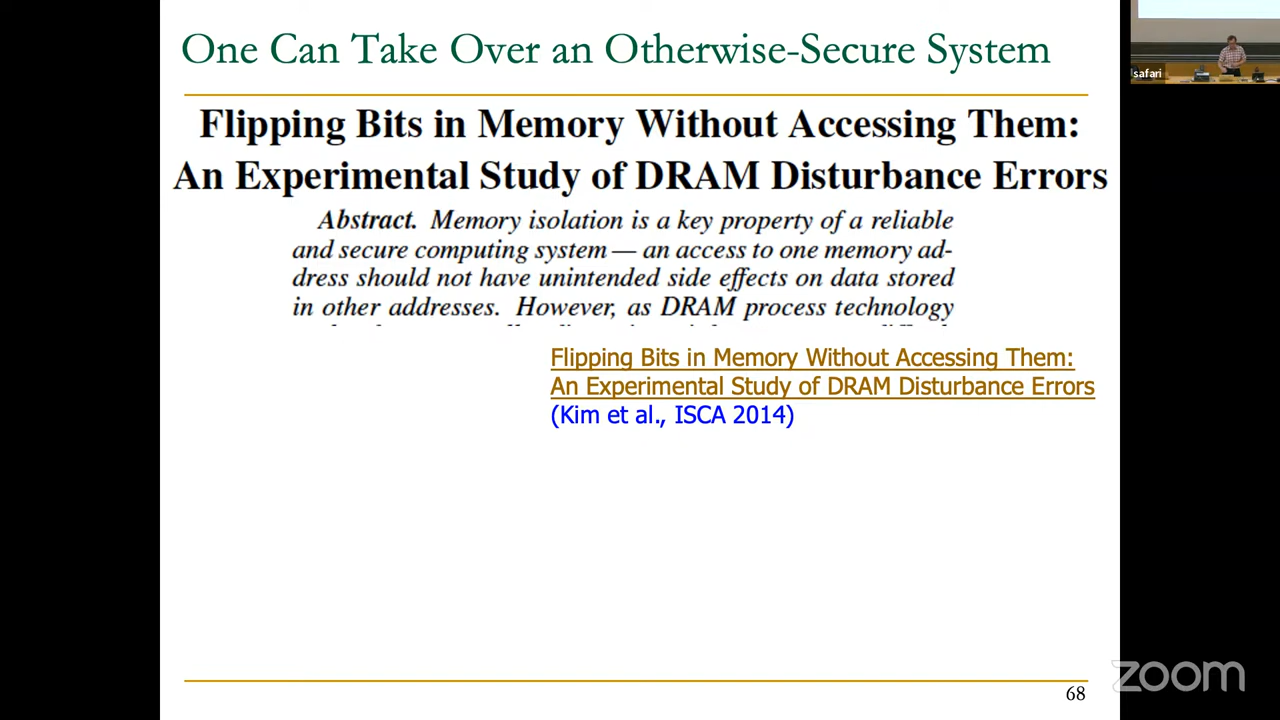 One Can Take Over an Otherwise-Secure System
Flipping Bits in Memory Without Accessing Them:
An Experimental Study of DRAM Disturbance Errors
Abstract. Memory isolation is a key property of a reliable
and secure computing system — an access to one memory ad-
dress should not have unintended side effects on data stored
in other addresses. However, as DRAM process technology
Flipping Bits in Memory Without Accessing Them:
An Experimental Study of DRAM Disturbance Errors
(Kim et al., ISCA 2014)
68
safari
zoom